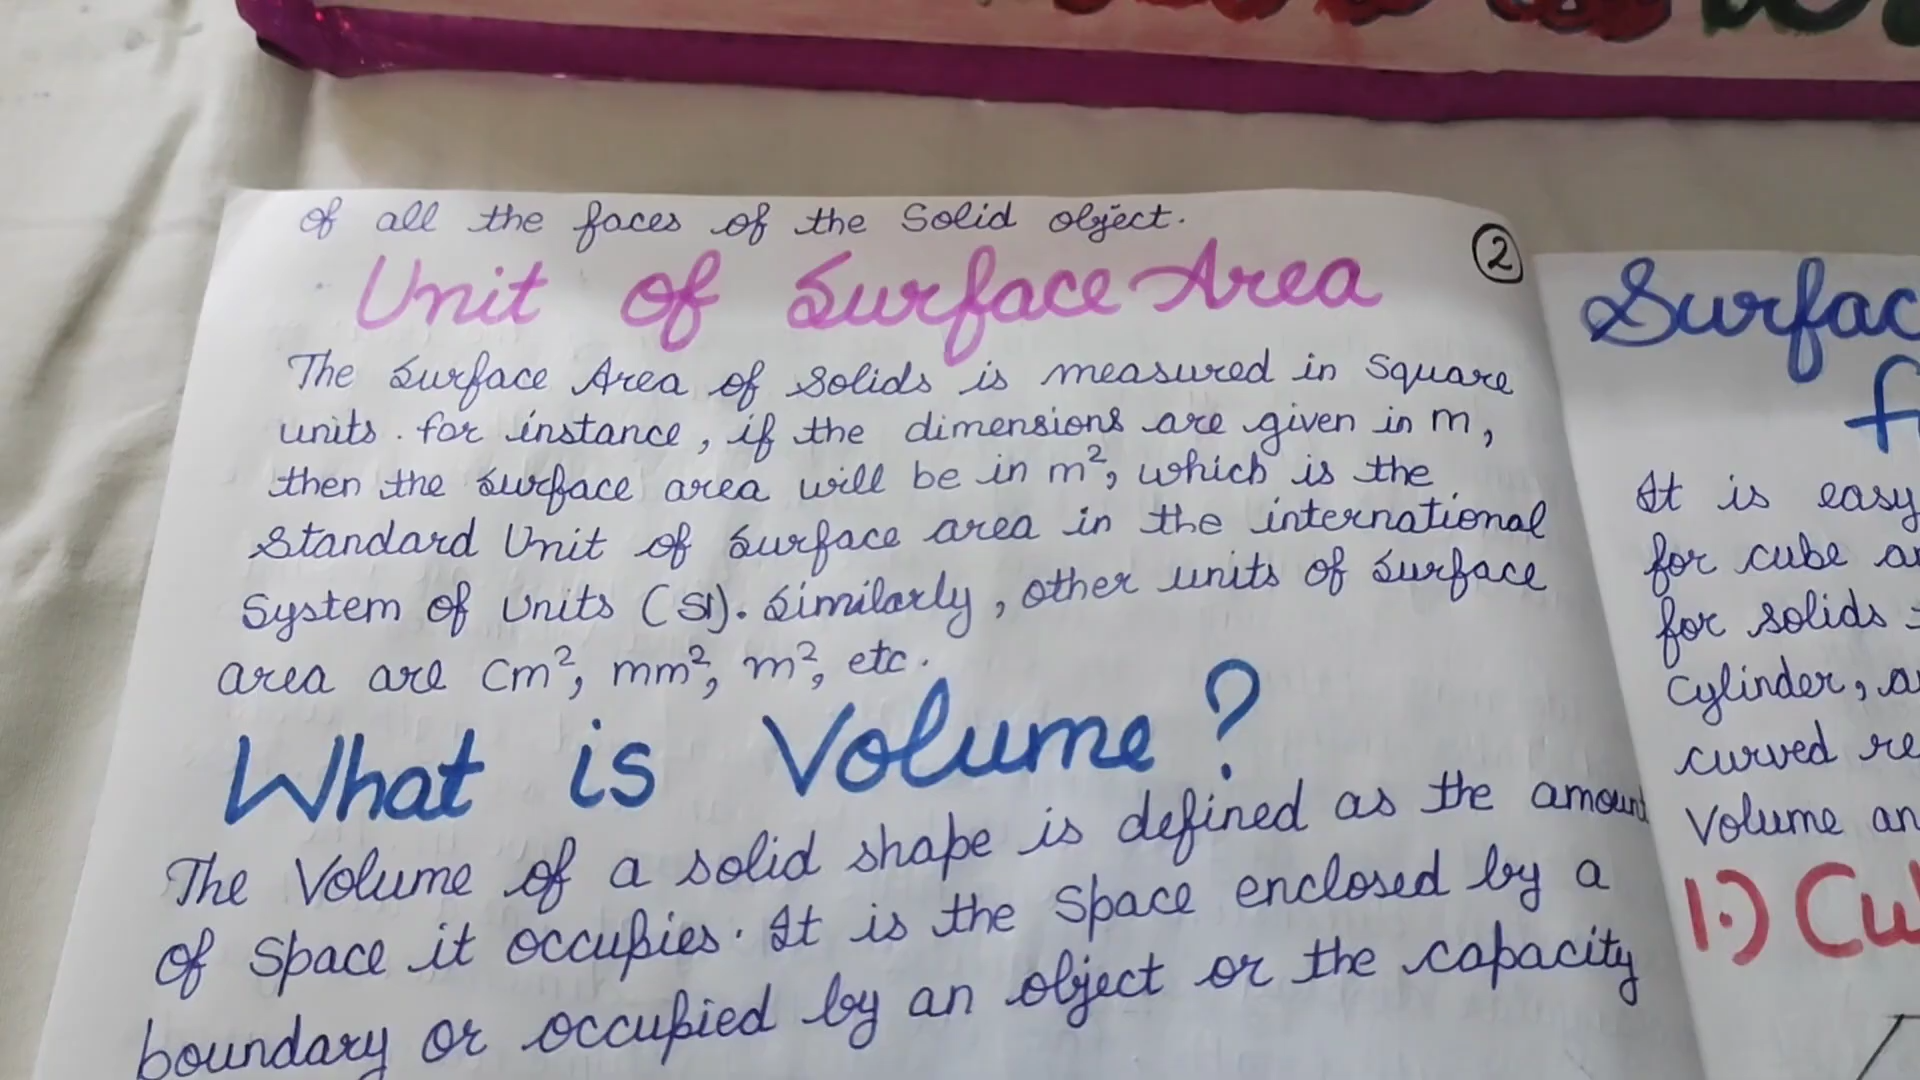 of all the faces of the Solid object.
2
Unit of Surface Area
The Surface Area of Solids is measured in Square
units. for instance, if the dimensions are given in m,
then the surface area will be in m², which is the
Standard Unit of Surface area in the international
System of Units (SI). Similarly, other units of Surface
area are Cm², mm², m², etc.
What is Volume?
The Volume of a solid shape is defined as the amount
of Space it occupies. It is the Space enclosed by a
boundary or occupied by an object or the capacity
Surfac
f
It is easy
for cube a
for solids
Cylinder, a
curved re
Volume an
1.) Cu